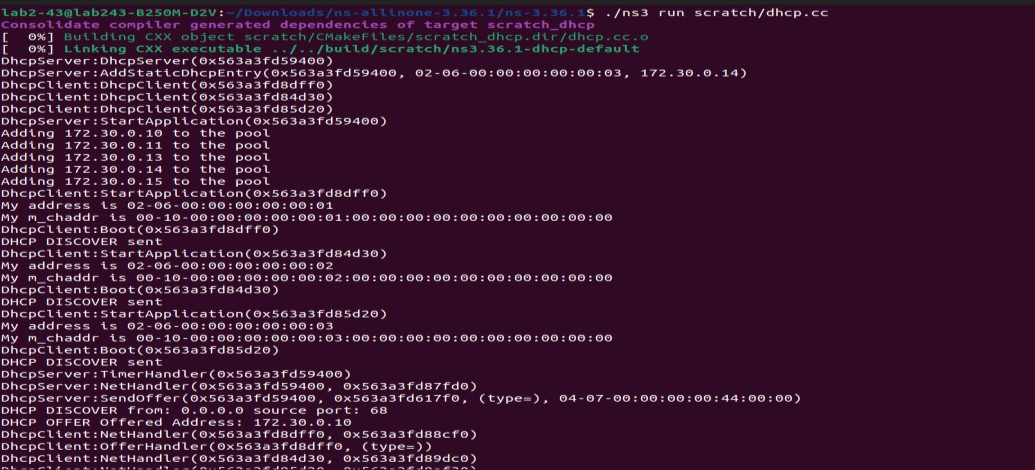 lab2-43@lab243-B250M-D2V:~/Downloads/ns-allinone-3.36.1/ns-3.36.1$ ./ns3 run scratch/dhcp.cc
Consolidate compiler generated dependencies of target scratch_dhcp
[  0%] Building CXX object scratch/CMakeFiles/scratch_dhcp.dir/dhcp.cc.o
[  0%] Linking CXX executable ../../build/scratch/ns3.36.1-dhcp-default
DhcpServer:DhcpServer(0x563a3fd59400)
DhcpServer:AddStaticDhcpEntry(0x563a3fd59400, 02-06-00:00:00:00:00:03, 172.30.0.14)
DhcpClient:DhcpClient(0x563a3fd8dff0)
DhcpClient:DhcpClient(0x563a3fd84d30)
DhcpClient:DhcpClient(0x563a3fd85d20)
DhcpServer:StartApplication(0x563a3fd59400)
Adding 172.30.0.10 to the pool
Adding 172.30.0.11 to the pool
Adding 172.30.0.13 to the pool
Adding 172.30.0.14 to the pool
Adding 172.30.0.15 to the pool
DhcpClient:StartApplication(0x563a3fd8dff0)
My address is 02-06-00:00:00:00:00:01
My m_chaddr is 00-10-00:00:00:00:00:01:00:00:00:00:00:00:00:00:00:00
DhcpClient:Boot(0x563a3fd8dff0)
DHCP DISCOVER sent
DhcpClient:StartApplication(0x563a3fd84d30)
My address is 02-06-00:00:00:00:00:02
My m_chaddr is 00-10-00:00:00:00:00:02:00:00:00:00:00:00:00:00:00:00
DhcpClient:Boot(0x563a3fd84d30)
DHCP DISCOVER sent
DhcpClient:StartApplication(0x563a3fd85d20)
My address is 02-06-00:00:00:00:00:03
My m_chaddr is 00-10-00:00:00:00:00:03:00:00:00:00:00:00:00:00:00:00
DhcpClient:Boot(0x563a3fd85d20)
DHCP DISCOVER sent
DhcpServer:TimerHandler(0x563a3fd59400)
DhcpServer:NetHandler(0x563a3fd59400, 0x563a3fd87fd0)
DhcpServer:SendOffer(0x563a3fd59400, 0x563a3fd617f0, (type=), 04-07-00:00:00:00:44:00:00)
DHCP DISCOVER from: 0.0.0.0 source port: 68
DHCP OFFER Offered Address: 172.30.0.10
DhcpClient:NetHandler(0x563a3fd8dff0, 0x563a3fd88cf0)
DhcpClient:OfferHandler(0x563a3fd8dff0, (type=))
DhcpClient:NetHandler(0x563a3fd84d30, 0x563a3fd89dc0)